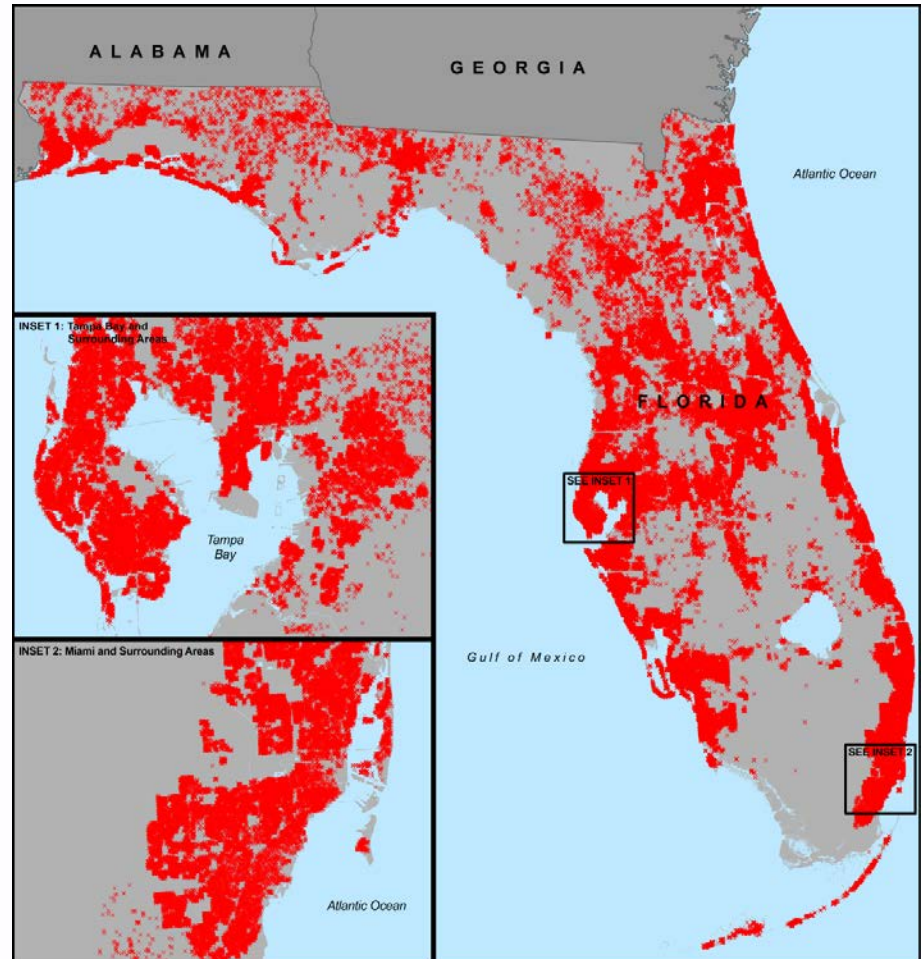 ALABAMA
GEORGIA
Atlantic Ocean
FLORIDA
SEE INSET 1
Gulf of Mexico
SEE INSET 2
INSET 1: Tampa Bay and
Surrounding Areas
Tampa
Bay
INSET 2: Miami and Surrounding Areas
Atlantic Ocean